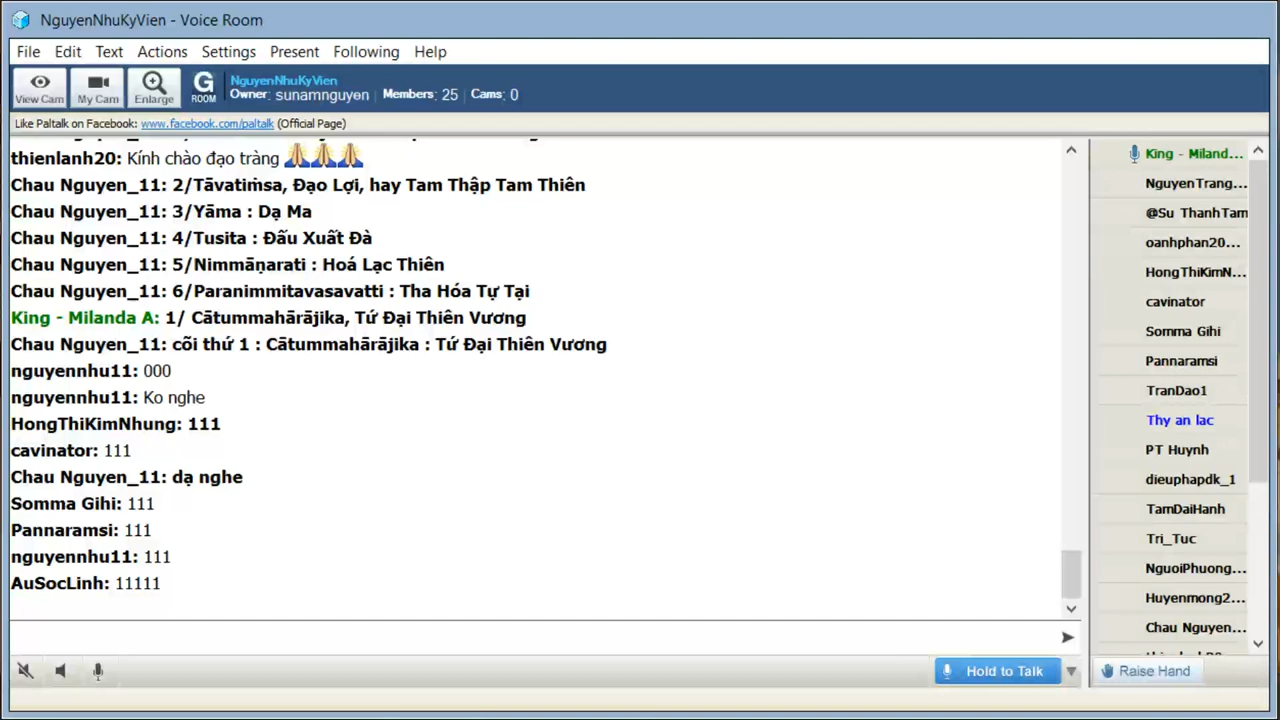 NguyenNhuKyVien - Voice Room
File Edit Text Actions Settings Present Following Help
View Cam My Cam Enlarge G ROOM
NguyenNhuKyVien
Owner: sunamnguyen Members: 25 Cams: 0
Like Paltalk on Facebook: www.facebook.com/paltalk (Official Page)
thienlanh20: Kính chào đạo tràng 🙏🙏🙏
Chau Nguyen_11: 2/Tāvatiṁsa, Đạo Lợi, hay Tam Thập Tam Thiên
Chau Nguyen_11: 3/Yāma : Dạ Ma
Chau Nguyen_11: 4/Tusita : Đấu Xuất Đà
Chau Nguyen_11: 5/Nimmāṇarati : Hoá Lạc Thiên
Chau Nguyen_11: 6/Paranimmitavasavatti : Tha Hóa Tự Tại
King - Milanda A: 1/ Cātummahārājika, Tứ Đại Thiên Vương
Chau Nguyen_11: cõi thứ 1 : Cātummahārājika : Tứ Đại Thiên Vương
nguyennhu11: 000
nguyennhu11: Ko nghe
HongThiKimNhung: 111
cavinator: 111
Chau Nguyen_11: dạ nghe
Somma Gihi: 111
Pannaramsi: 111
nguyennhu11: 111
AuSocLinh: 11111
King - Miland...
NguyenTrang...
@Su ThanhTam
oanhphan20...
HongThiKimN...
cavinator
Somma Gihi
Pannaramsi
TranDao1
Thy an lac
PT Huynh
dieuphapdk_1
TamDaiHanh
Tri_Tuc
NguoiPhuong...
Huyenmong2...
Chau Nguyen...
Hold to Talk
Raise Hand